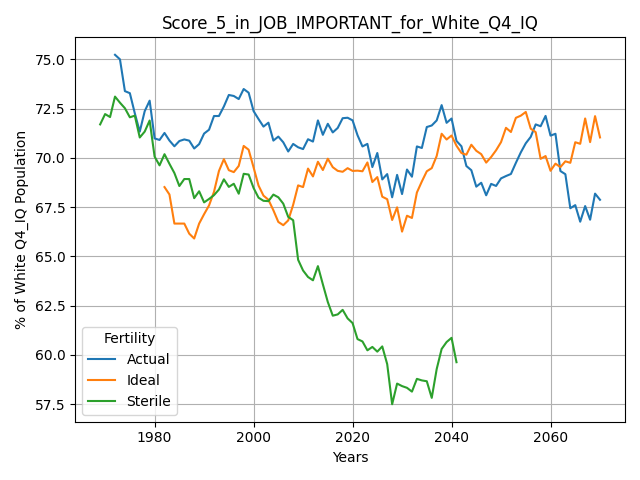 Score_5_in_JOB_IMPORTANT_for_White_Q4_IQ
% of White Q4_IQ Population
75.0
72.5
70.0
67.5
65.0
62.5
60.0
57.5
Fertility
Actual
Ideal
Sterile
1980
2000
2020
2040
2060
Years